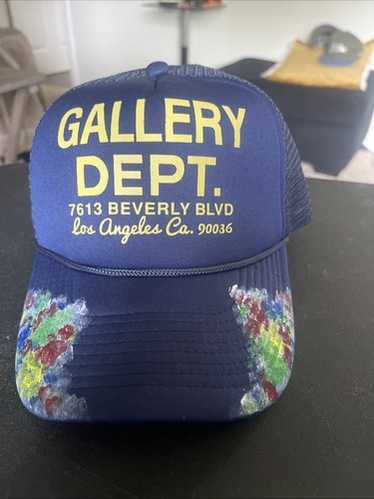 GALLERY
DEPT.
7613 BEVERLY BLVD
los Angeles Ca. 90036